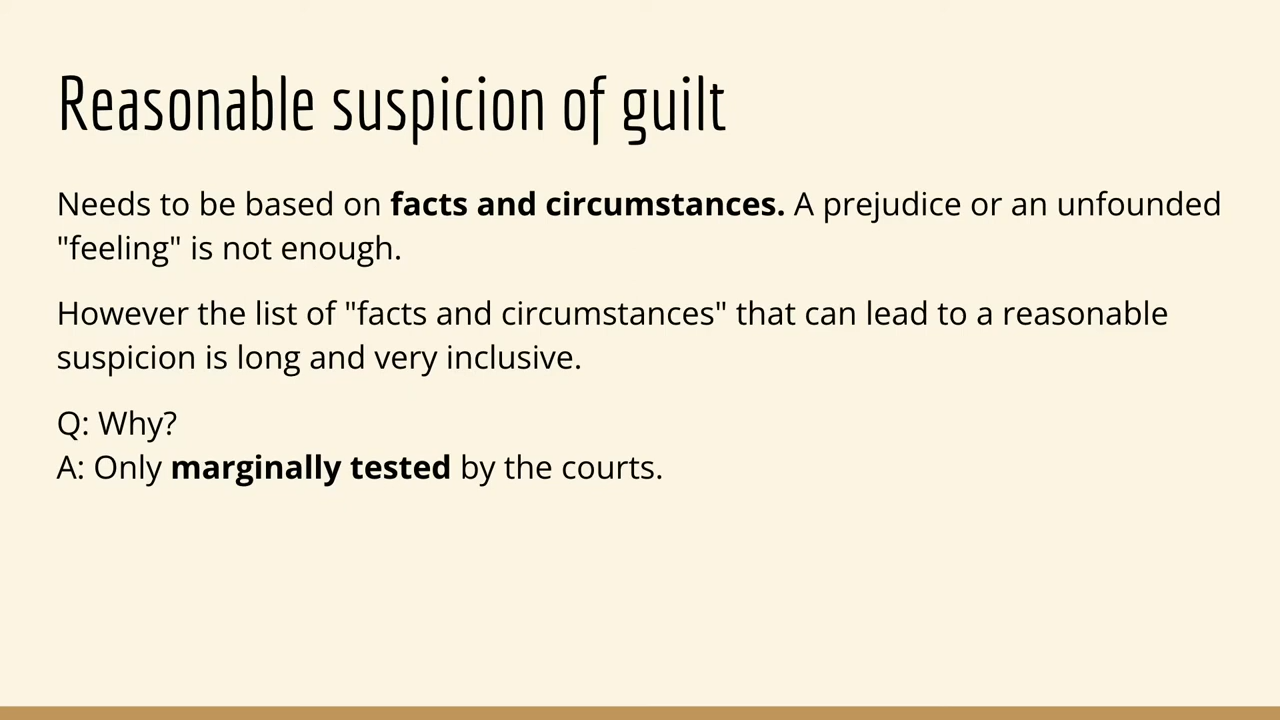 Reasonable suspicion of guilt
Needs to be based on facts and circumstances. A prejudice or an unfounded
"feeling" is not enough.
However the list of "facts and circumstances" that can lead to a reasonable
suspicion is long and very inclusive.
Q: Why?
A: Only marginally tested by the courts.